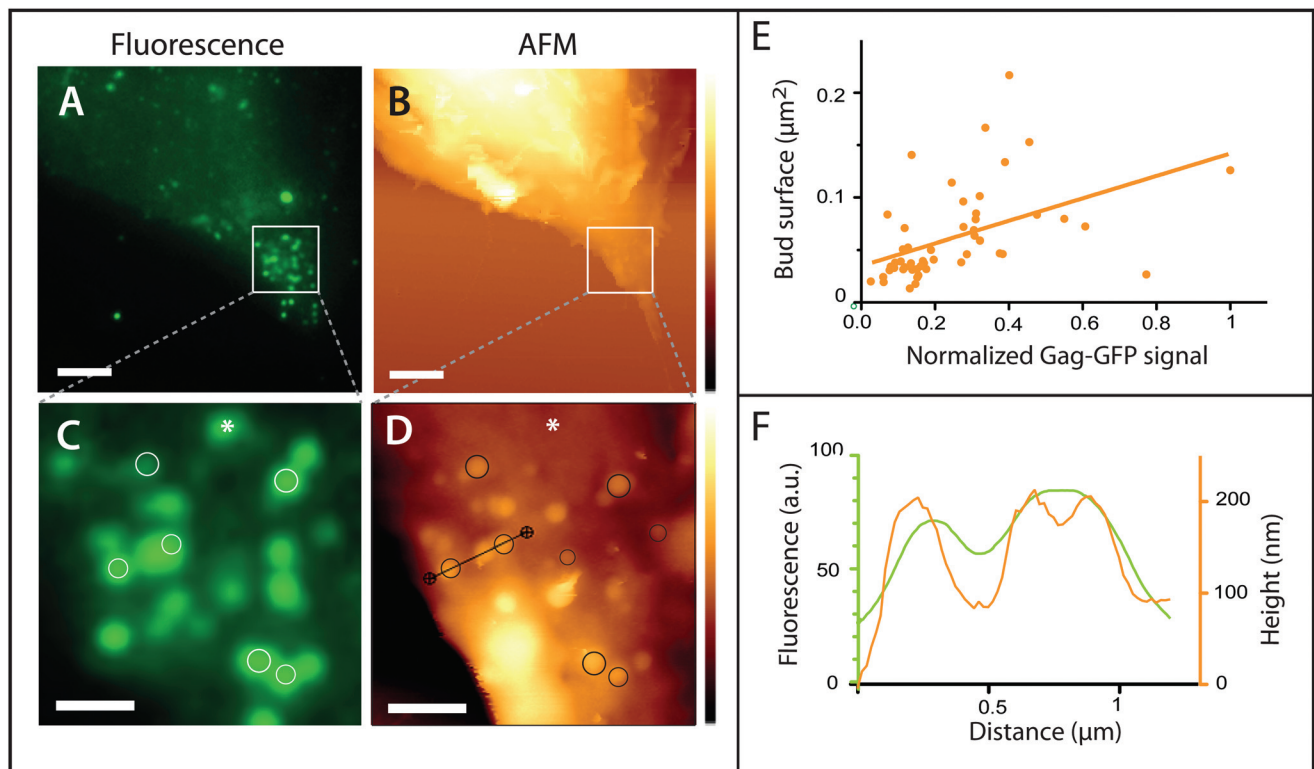 Fluorescence
AFM
A
B
C
*
D
*
E
Bud surface (µm²)
0.2
0.1
0
0.0
0.2
0.4
0.6
0.8
1
Normalized Gag-GFP signal
F
Fluorescence (a.u.)
100
50
0
Height (nm)
200
100
0
0.5
1
Distance (µm)